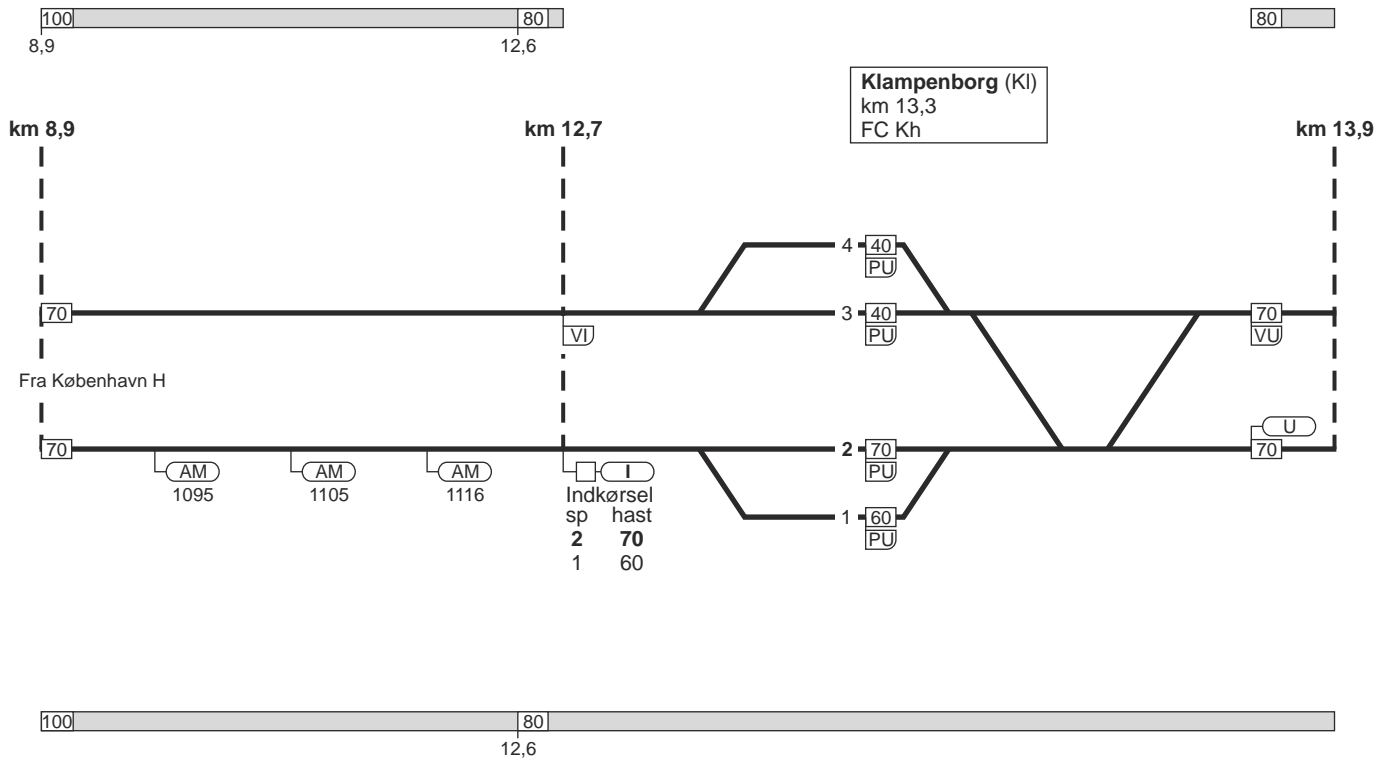 100 80 80
8,9 12,6
Klampenborg (Kl)
km 13,3
FC Kh
km 8,9 km 12,7 km 13,9
4 40
PU
70 3 40 70
VI PU VU
Fra København H
U
70 2 70 70
AM AM AM I PU
1095 1105 1116 Indkørsel
sp hast 1 60
2 70 PU
1 60
100 80
12,6